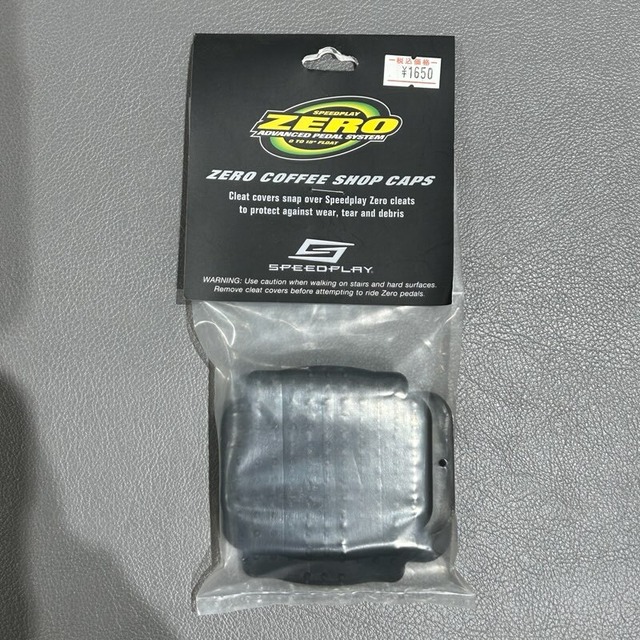 税込価格
¥1650
SPEEDPLAY
ZERO
ADVANCED PEDAL SYSTEM
0 TO 15° FLOAT
ZERO COFFEE SHOP CAPS
Cleat covers snap over Speedplay Zero cleats
to protect against wear, tear and debris
SPEEDPLAY
WARNING: Use caution when walking on stairs and hard surfaces.
Remove cleat covers before attempting to ride Zero pedals.